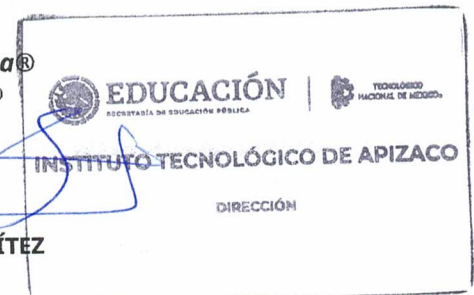 a®
EDUCACIÓN
SECRETARÍA DE EDUCACIÓN PÚBLICA
TECNOLÓGICO
NACIONAL DE MÉXICO®
INSTITUTO TECNOLÓGICO DE APIZACO
DIRECCIÓN
ÍTEZ